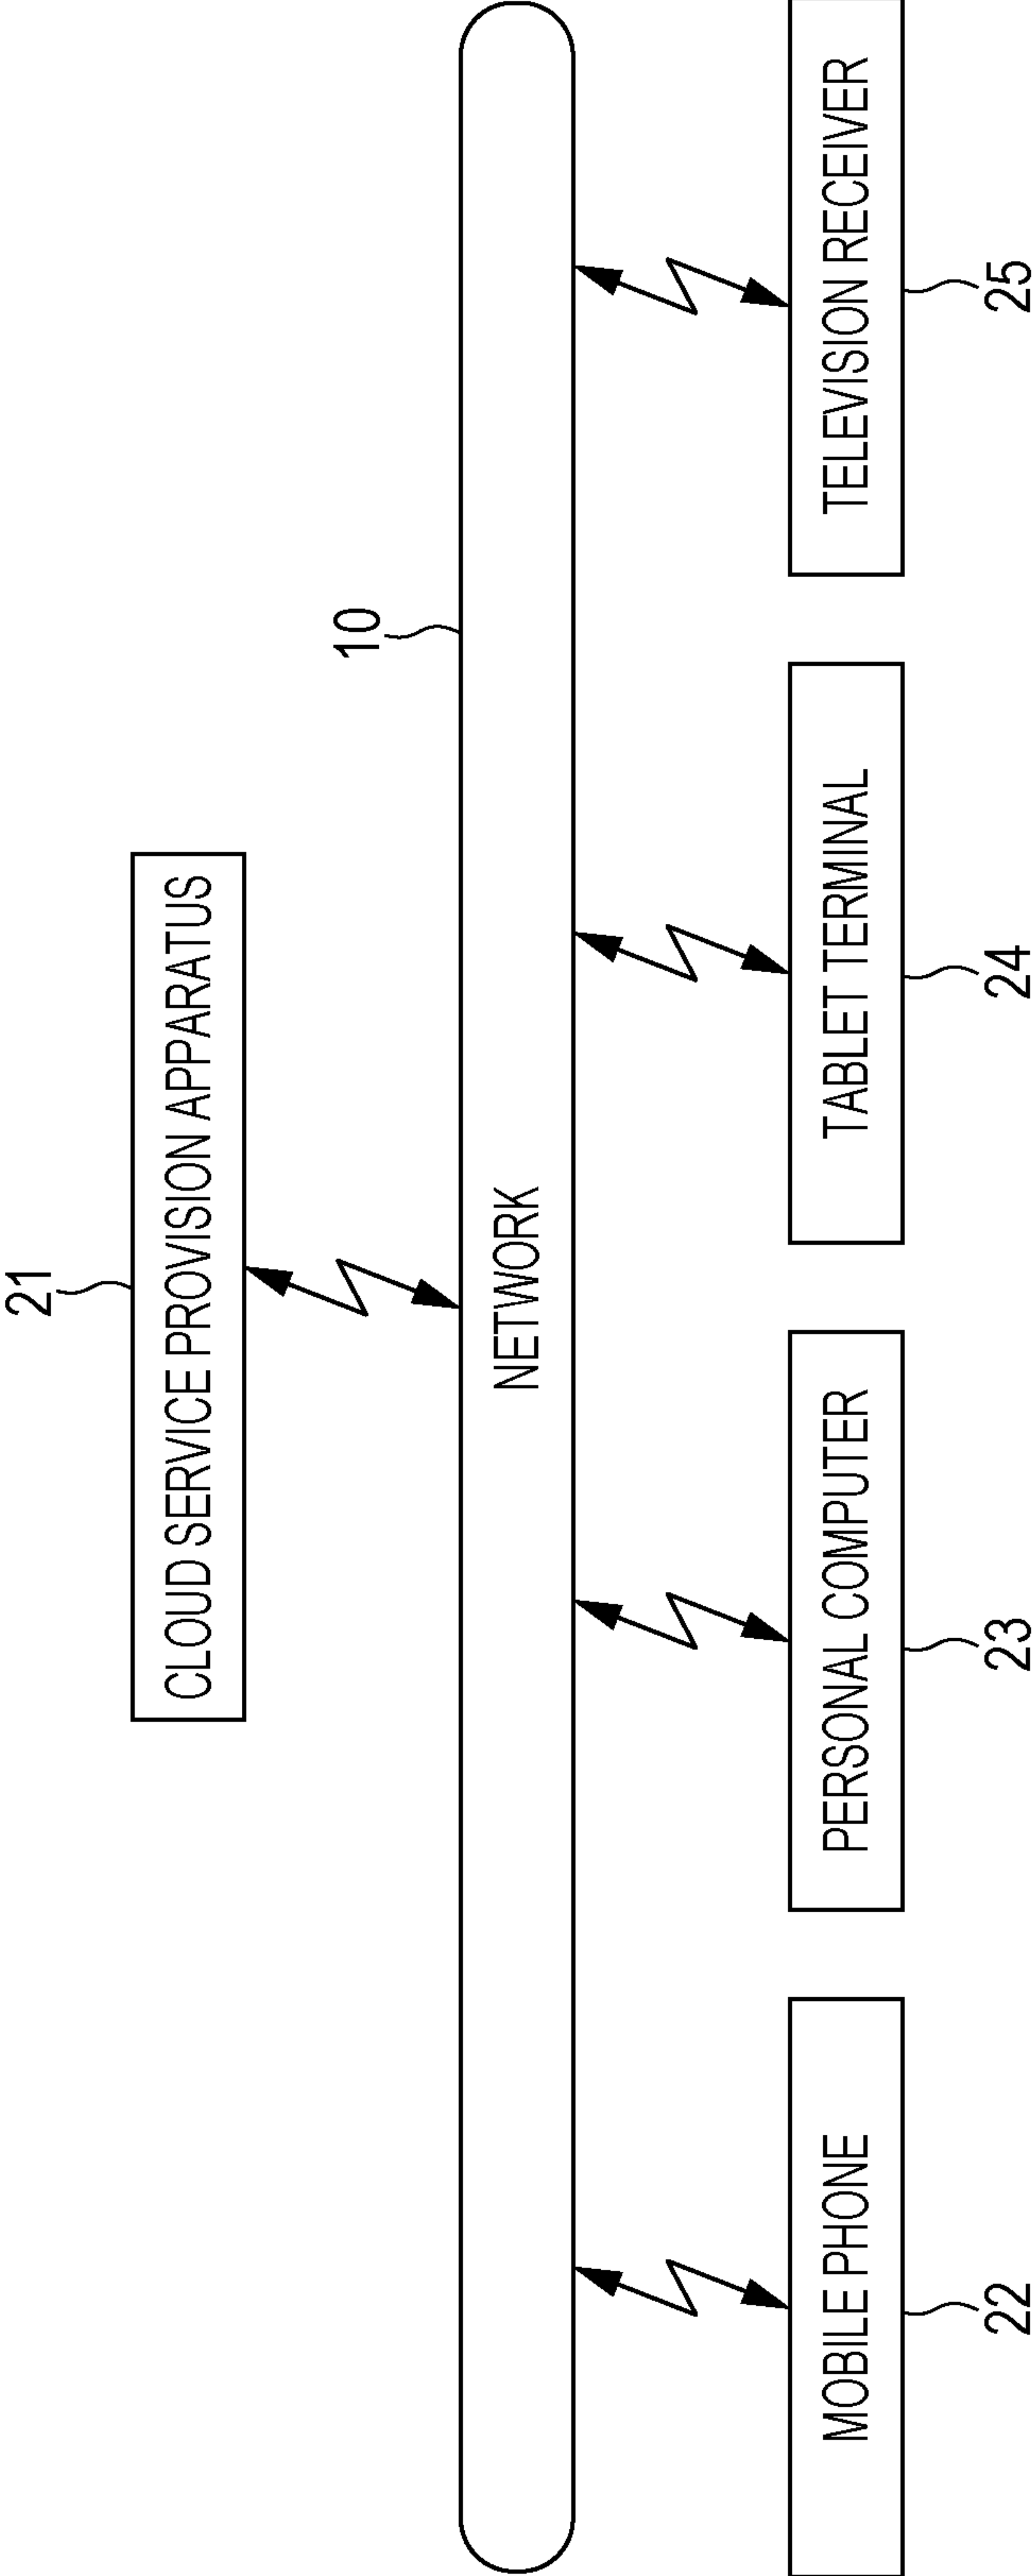 21
CLOUD SERVICE PROVISION APPARATUS
10
NETWORK
MOBILE PHONE
PERSONAL COMPUTER
TABLET TERMINAL
TELEVISION RECEIVER
22
23
24
25